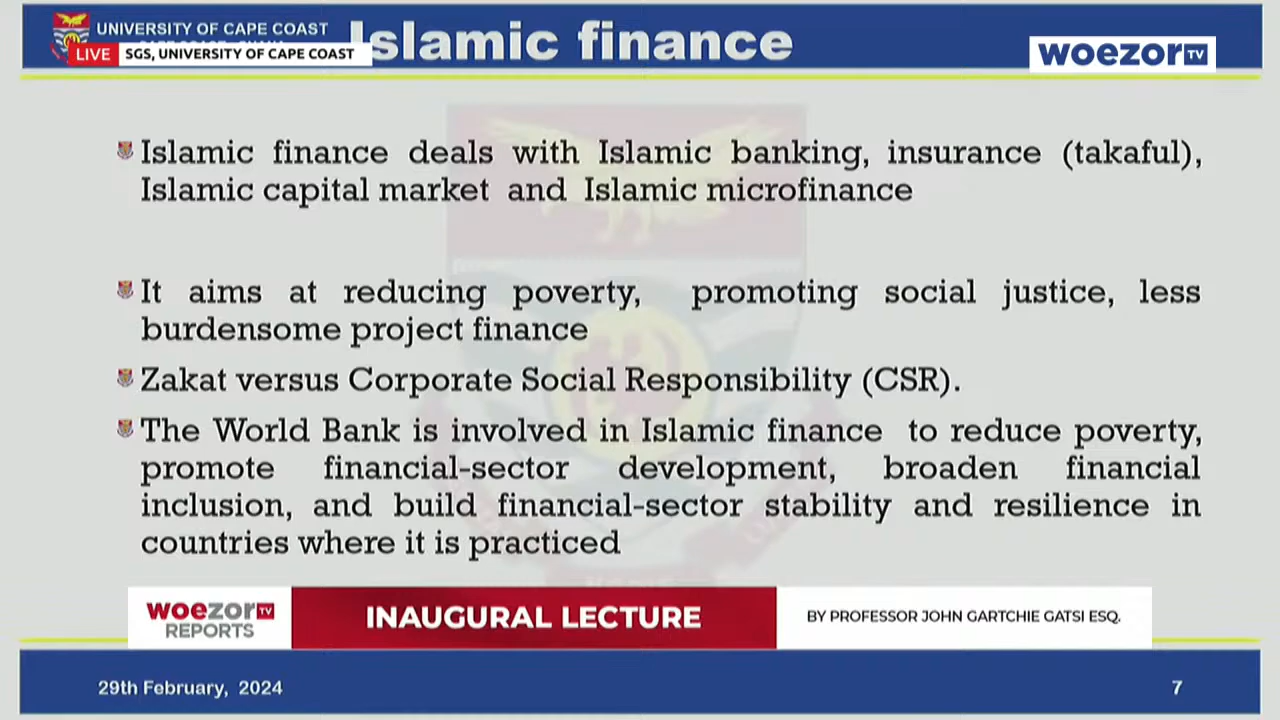 UNIVERSITY OF CAPE COAST
LIVE SGS, UNIVERSITY OF CAPE COAST
Islamic finance
woezor TV
Islamic finance deals with Islamic banking, insurance (takaful),
Islamic capital market and Islamic microfinance
It aims at reducing poverty, promoting social justice, less
burdensome project finance
Zakat versus Corporate Social Responsibility (CSR).
The World Bank is involved in Islamic finance to reduce poverty,
promote financial-sector development, broaden financial
inclusion, and build financial-sector stability and resilience in
countries where it is practiced
woezor TV
REPORTS
INAUGURAL LECTURE
BY PROFESSOR JOHN GARTCHIE GATSI ESQ.
29th February, 2024
7